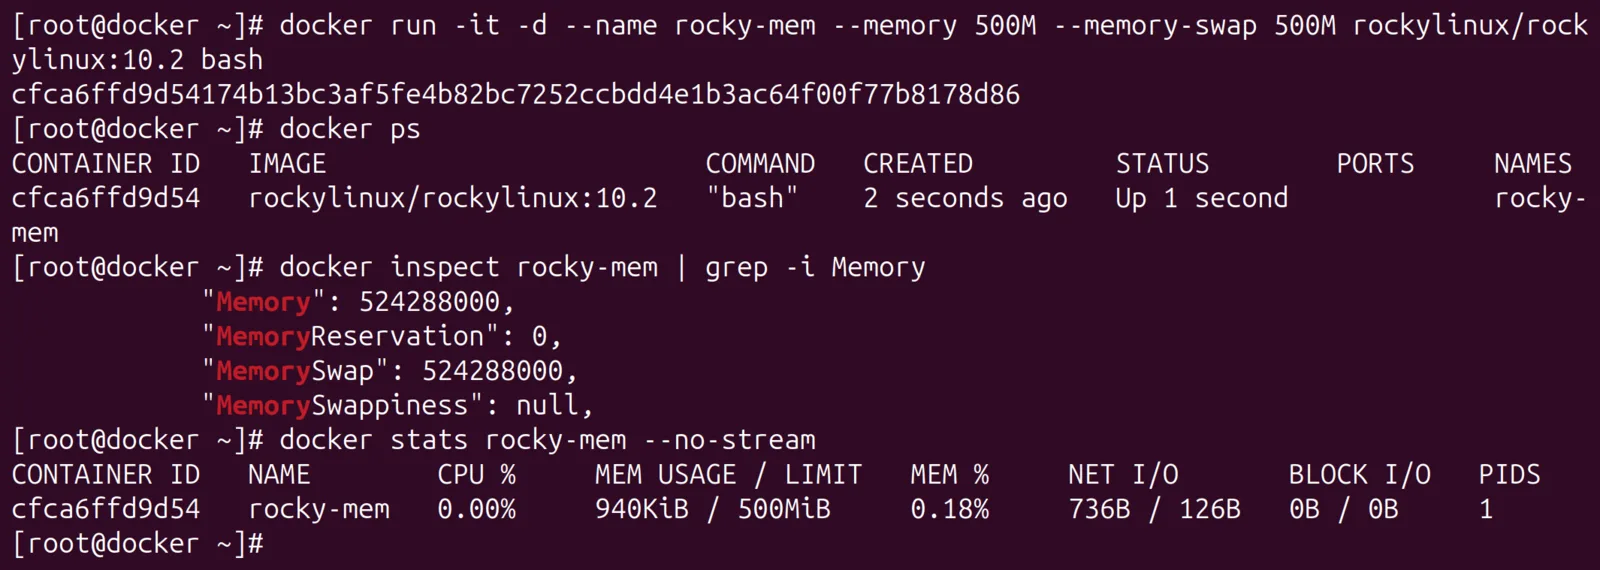 [root@docker ~]# docker run -it -d --name rocky-mem --memory 500M --memory-swap 500M rockylinux/rock
ylinux:10.2 bash
cfca6ffd9d54174b13bc3af5fe4b82bc7252ccbdd4e1b3ac64f00f77b8178d86
[root@docker ~]# docker ps
CONTAINER ID   IMAGE                        COMMAND   CREATED         STATUS        PORTS     NAMES
cfca6ffd9d54   rockylinux/rockylinux:10.2   "bash"    2 seconds ago   Up 1 second             rocky-
mem
[root@docker ~]# docker inspect rocky-mem | grep -i Memory
            "Memory": 524288000,
            "MemoryReservation": 0,
            "MemorySwap": 524288000,
            "MemorySwappiness": null,
[root@docker ~]# docker stats rocky-mem --no-stream
CONTAINER ID   NAME        CPU %     MEM USAGE / LIMIT   MEM %     NET I/O       BLOCK I/O   PIDS
cfca6ffd9d54   rocky-mem   0.00%     940KiB / 500MiB     0.18%     736B / 126B   0B / 0B     1
[root@docker ~]#